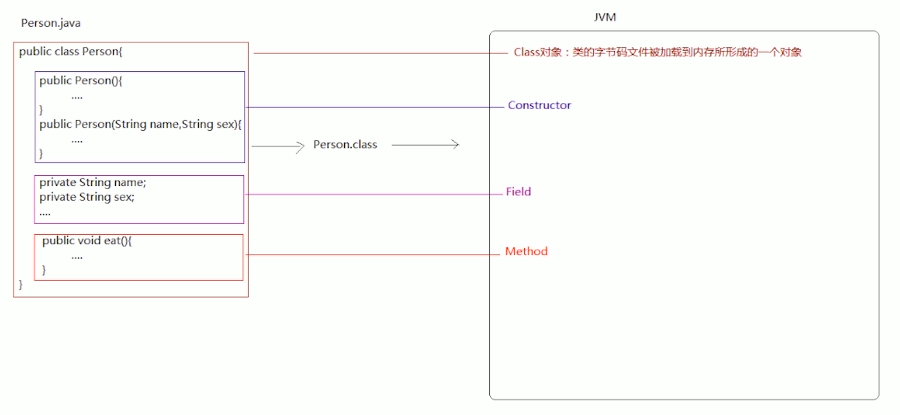 Person.java
JVM
public class Person{
Class对象：类的字节码文件被加载到内存所形成的一个对象
public Person(){
....
}
public Person(String name,String sex){
....
}
Constructor
Person.class
private String name;
private String sex;
....
Field
public void eat(){
....
}
Method
}